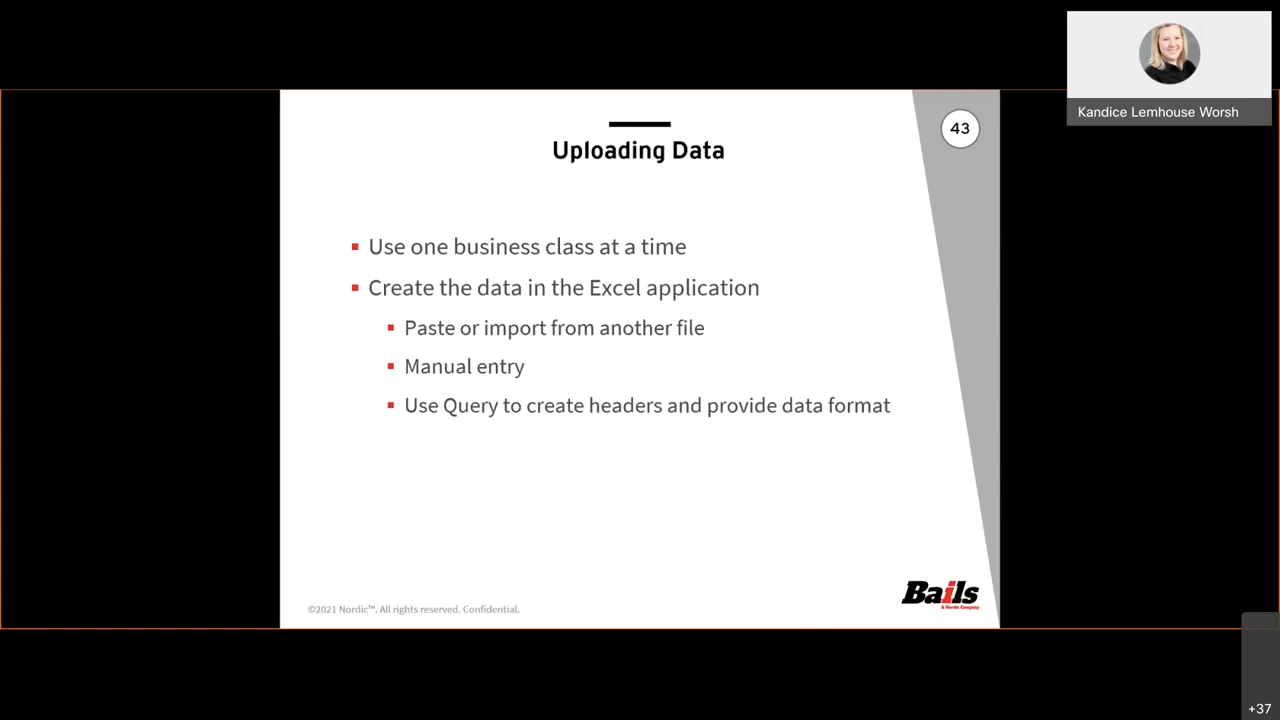 Kandice Lemhouse Worsh
43
Uploading Data
Use one business class at a time
Create the data in the Excel application
Paste or import from another file
Manual entry
Use Query to create headers and provide data format
©2021 Nordic™. All rights reserved. Confidential.
Bails
A Nordic Company
+37